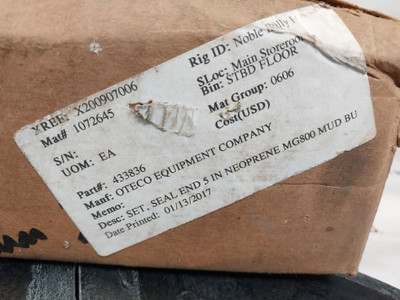 XREF: X200907006
Mat# 1072645
S/N:
UOM: EA
Rig ID: Noble
SLoc: Main Storeroom
Bin: STBD FLOOR
Mat Group: 0606
Cost(USD)
Part#: 433836
Manf: OTECO EQUIPMENT COMPANY
Memo:
Desc: SET, SEAL END 5 IN NEOPRENE MG800 MUD BU
Date Printed: 01/13/2017